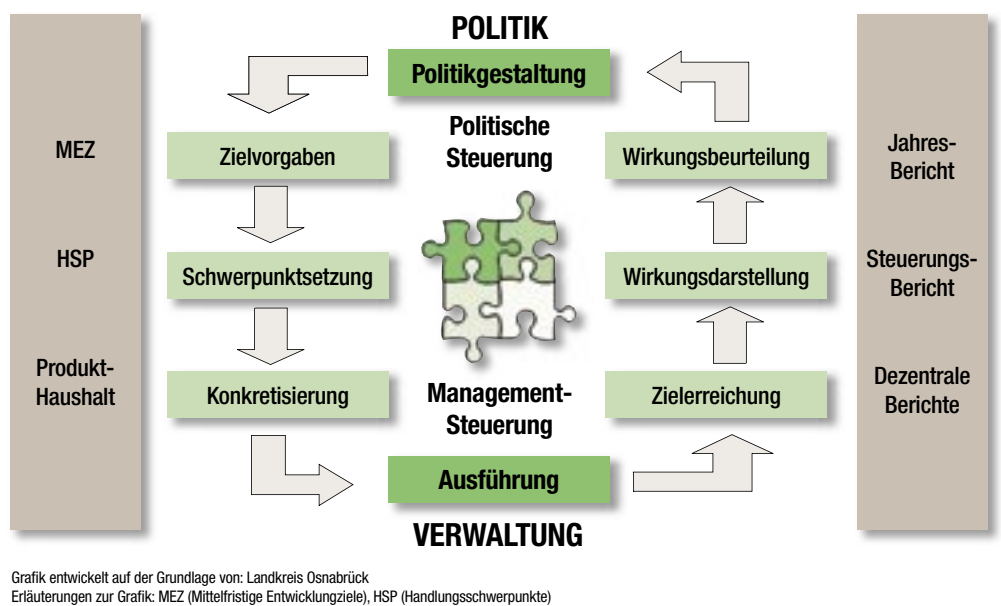 POLITIK
Politikgestaltung
Politische
Steuerung
MEZ
Zielvorgaben
Wirkungsbeurteilung
Jahres-
Bericht
HSP
Schwerpunktsetzung
Wirkungsdarstellung
Steuerungs-
Bericht
Produkt-
Haushalt
Konkretisierung
Management-
Steuerung
Zielerreichung
Dezentrale
Berichte
Ausführung
VERWALTUNG
Grafik entwickelt auf der Grundlage von: Landkreis Osnabrück
Erläuterungen zur Grafik: MEZ (Mittelfristige Entwicklungziele), HSP (Handlungsschwerpunkte)